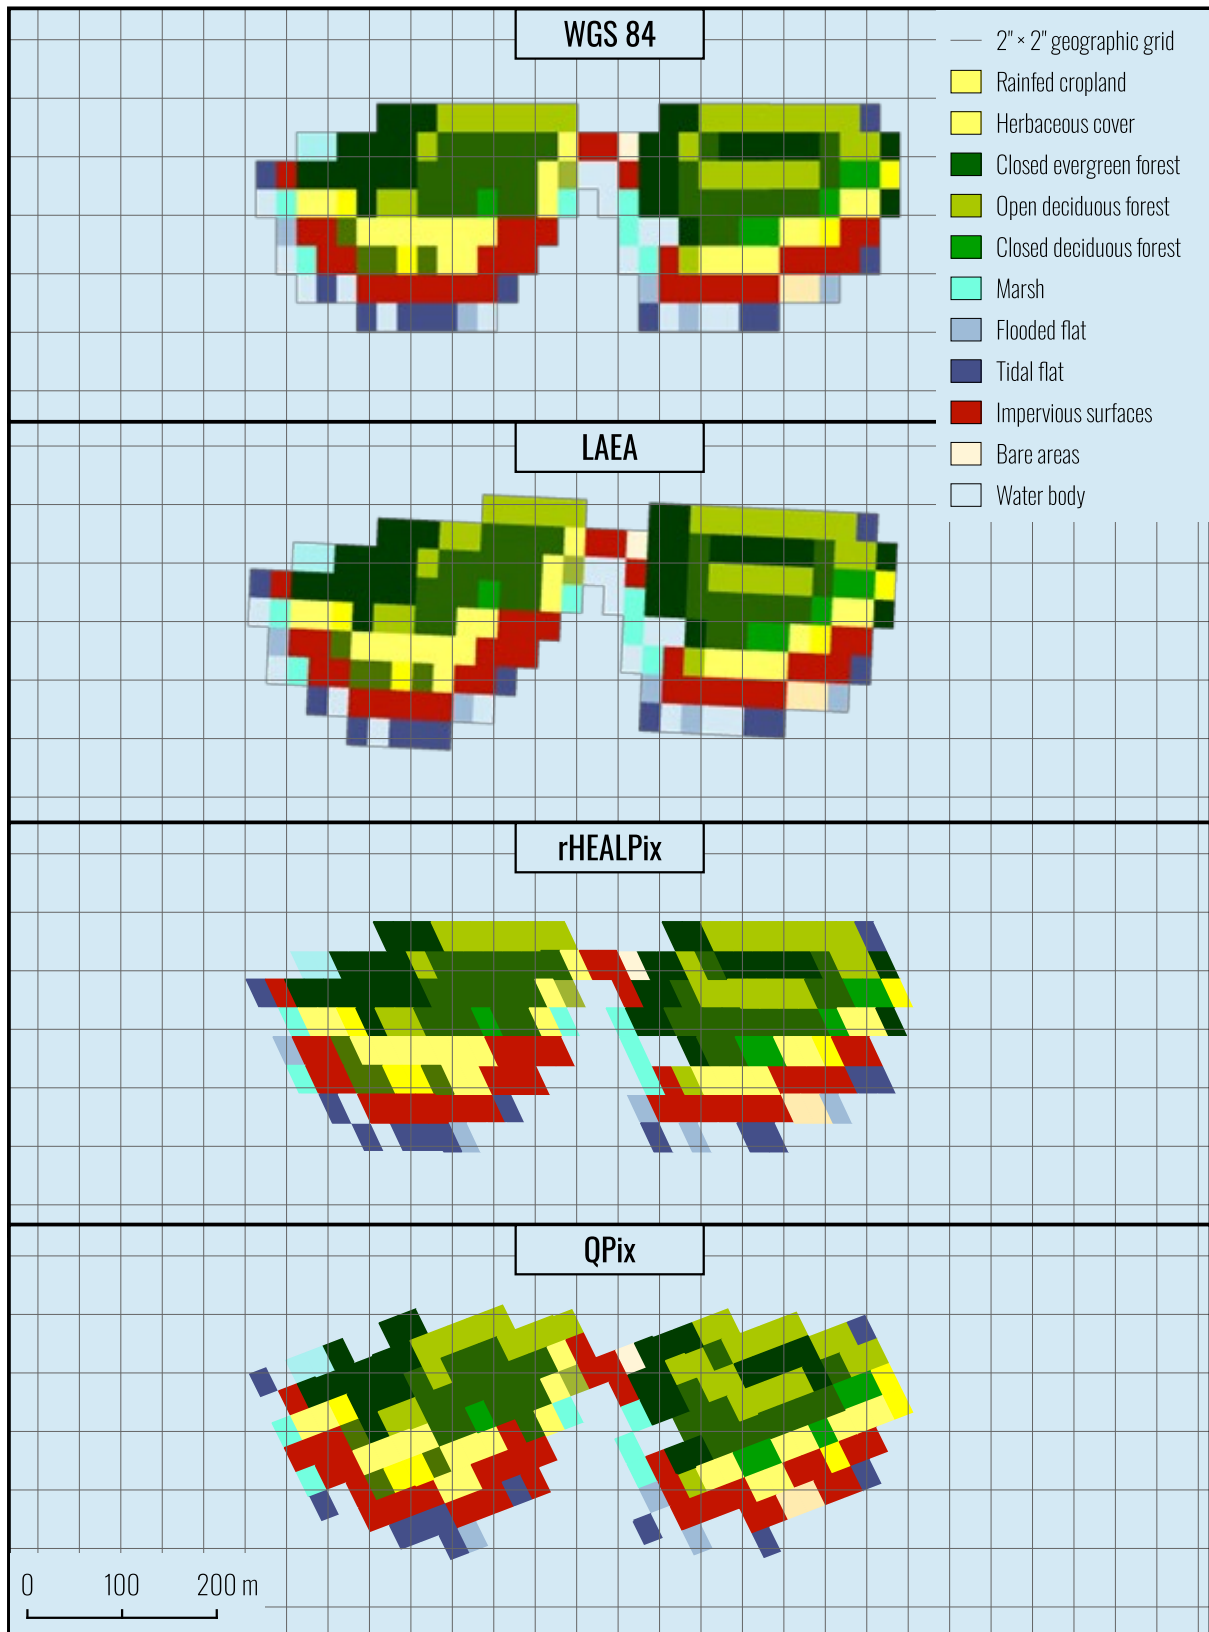 WGS 84
2" × 2" geographic grid
Rainfed cropland
Herbaceous cover
Closed evergreen forest
Open deciduous forest
Closed deciduous forest
Marsh
Flooded flat
Tidal flat
Impervious surfaces
Bare areas
Water body
LAEA
rHEALPix
QPix
0 100 200 m